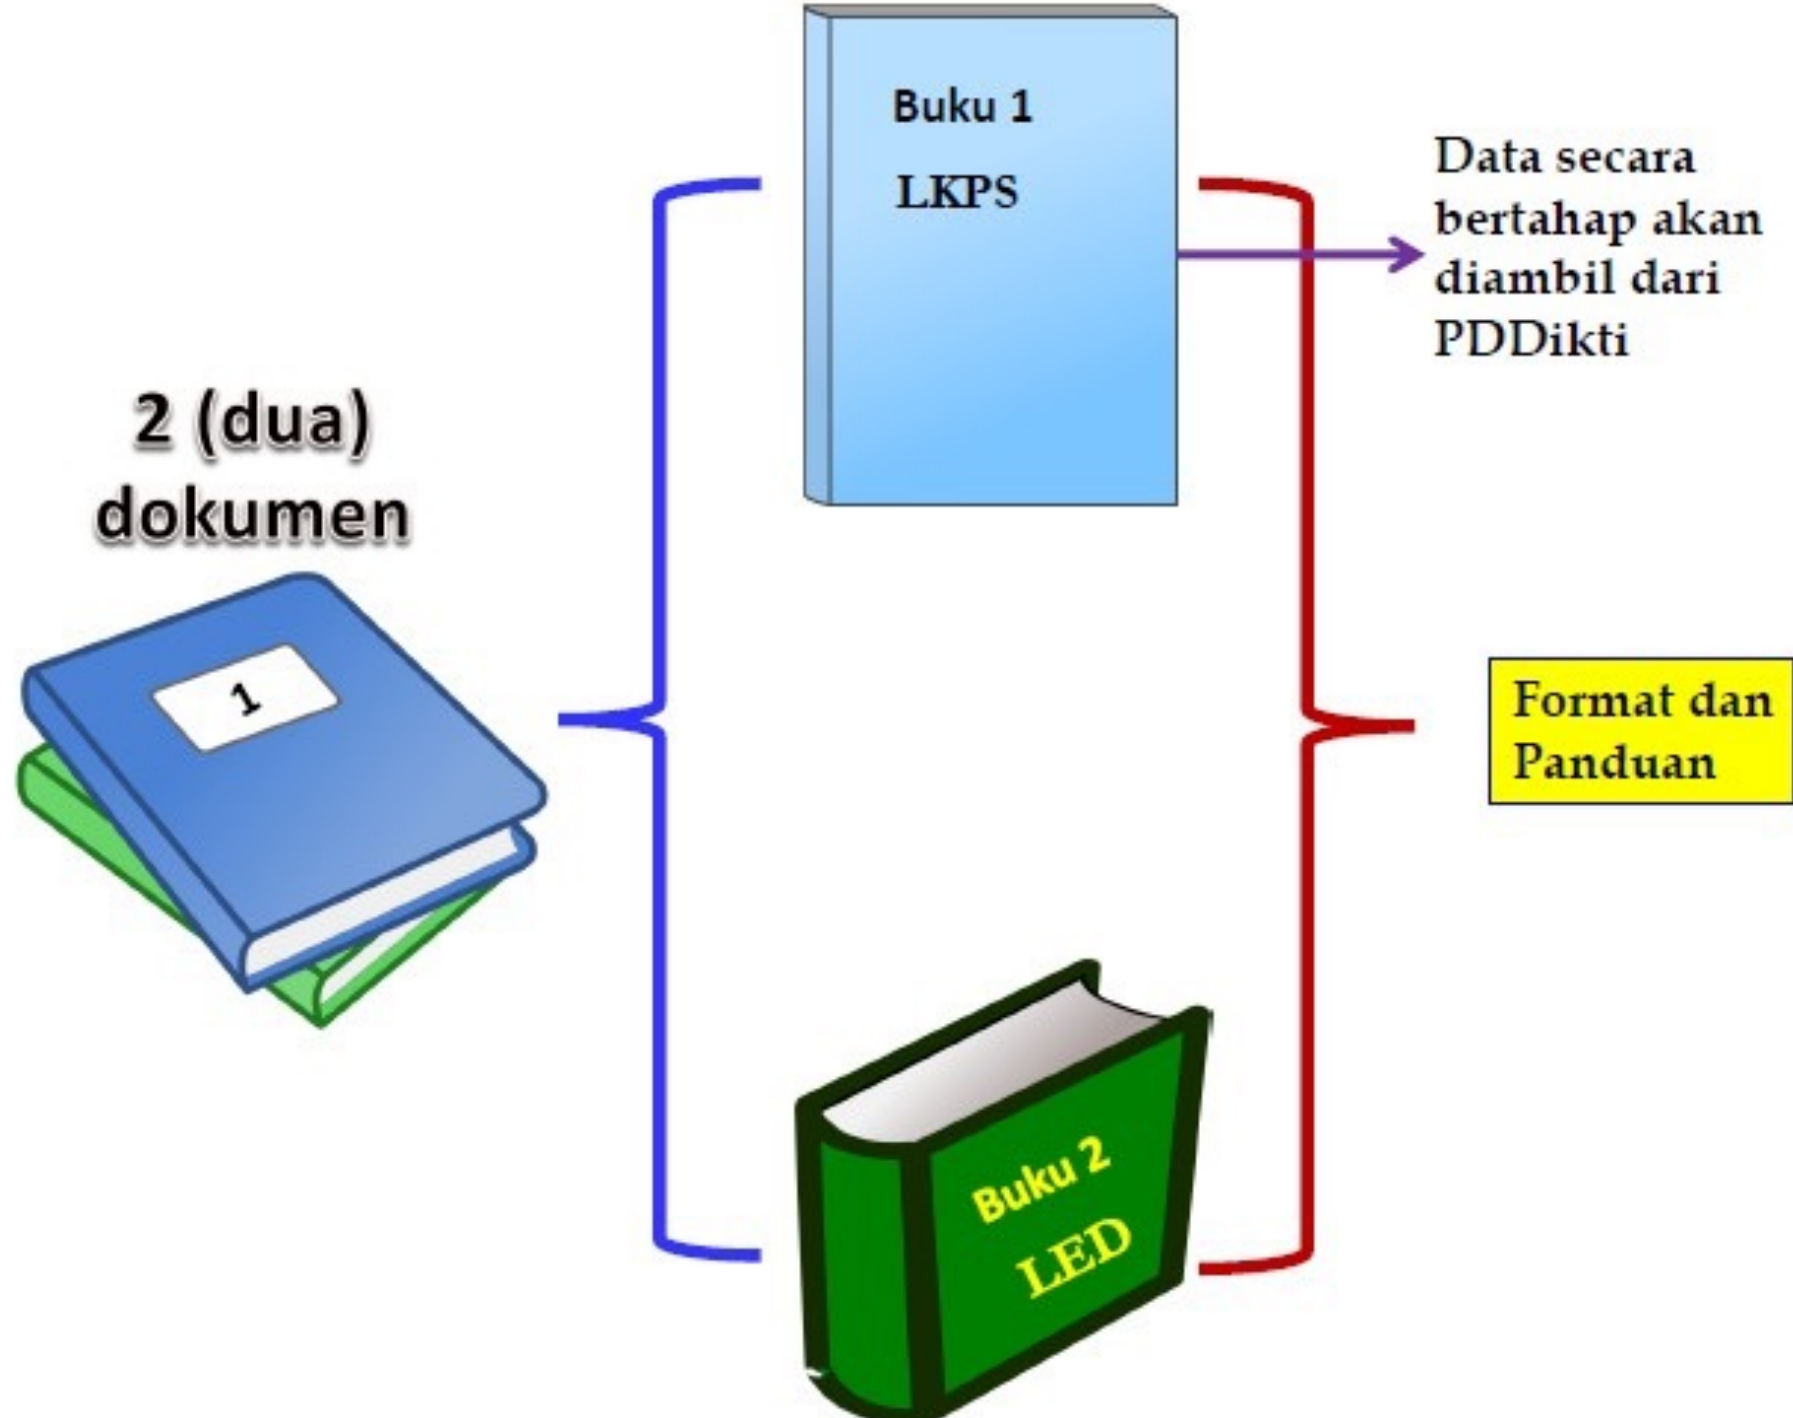 2 (dua)
dokumen
1
Buku 1
LKPS
Data secara
bertahap akan
diambil dari
PDDikti
Format dan
Panduan
Buku 2
LED